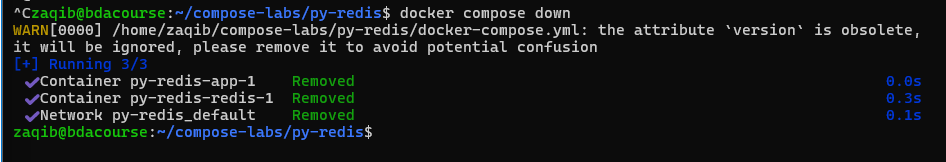 ^Czaqib@bdacourse:~/compose-labs/py-redis$ docker compose down
WARN[0000] /home/zaqib/compose-labs/py-redis/docker-compose.yml: the attribute `version` is obsolete,
it will be ignored, please remove it to avoid potential confusion
[+] Running 3/3
✔Container py-redis-app-1 Removed 0.0s
✔Container py-redis-redis-1 Removed 0.3s
✔Network py-redis_default Removed 0.1s
zaqib@bdacourse:~/compose-labs/py-redis$